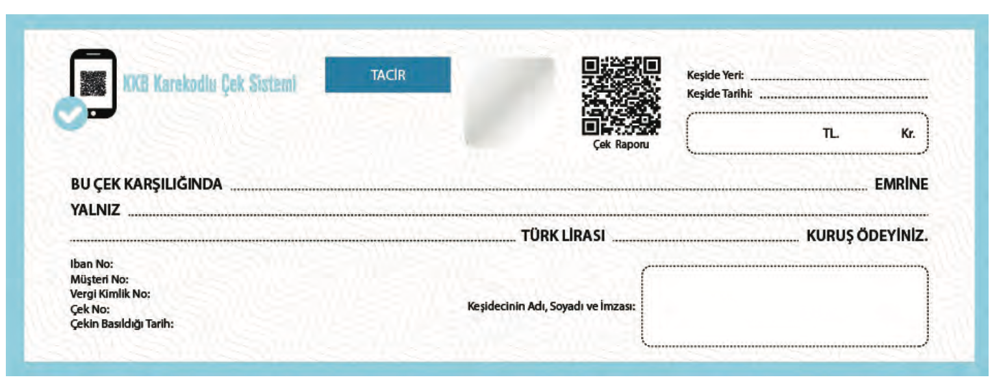 KKB Karekodlu Çek Sistemi
TACİR
Çek Raporu
Keşide Yeri:
Keşide Tarihi:
TL. Kr.
BU ÇEK KARŞILIĞINDA EMRİNE
YALNIZ
TÜRK LİRASI KURUŞ ÖDEYİNİZ.
Iban No:
Müşteri No:
Vergi Kimlik No:
Çek No:
Çekin Basıldığı Tarih:
Keşidecinin Adı, Soyadı ve İmzası: